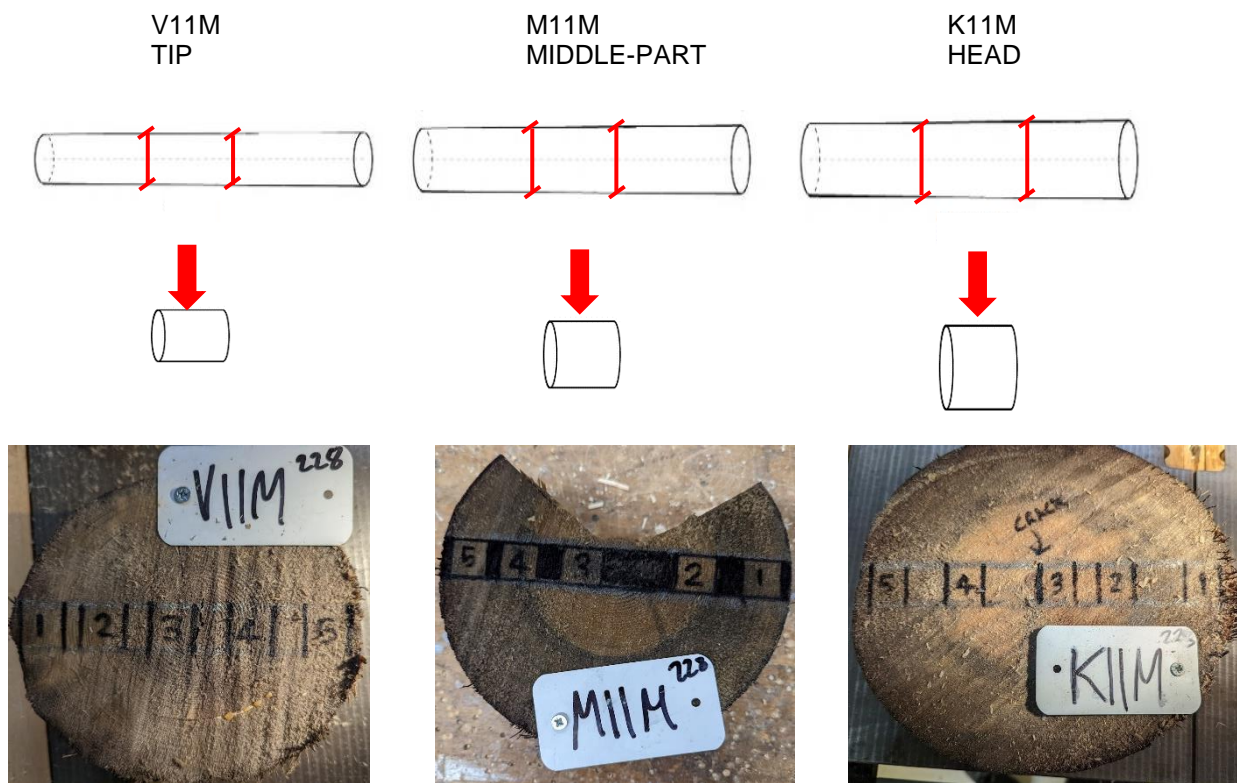 V11M
TIP
M11M
MIDDLE-PART
K11M
HEAD
V11M 228
1 2 3 4 5
5 4 3 2 1
M11M 228
crack
5 4 3 2 1
K11M